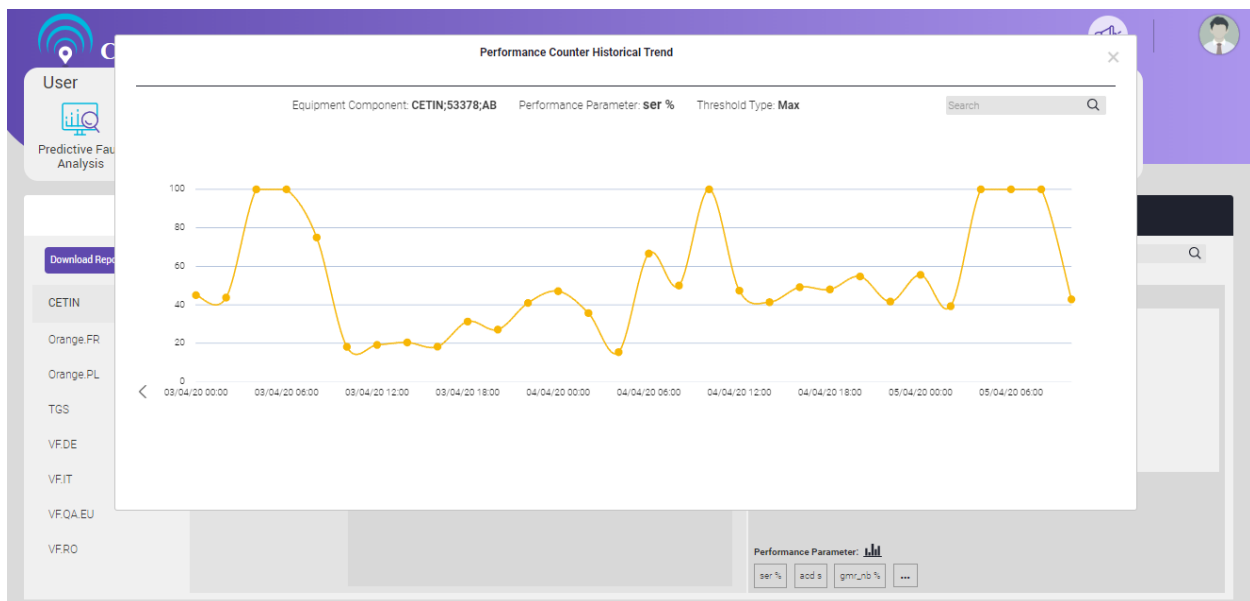 C
User
Predictive Fau
Analysis
Performance Counter Historical Trend
Equipment Component: CETIN;53378;AB Performance Parameter: ser % Threshold Type: Max
Search
100
80
60
40
20
0
03/04/20 00:00 03/04/20 06:00 03/04/20 12:00 03/04/20 18:00 04/04/20 00:00 04/04/20 06:00 04/04/20 12:00 04/04/20 18:00 05/04/20 00:00 05/04/20 06:00
Download Repo
CETIN
Orange.FR
Orange.PL
TGS
VF.DE
VF.IT
VF.QA.EU
VF.RO
Performance Parameter:
ser % acd s gmr_nb % ...